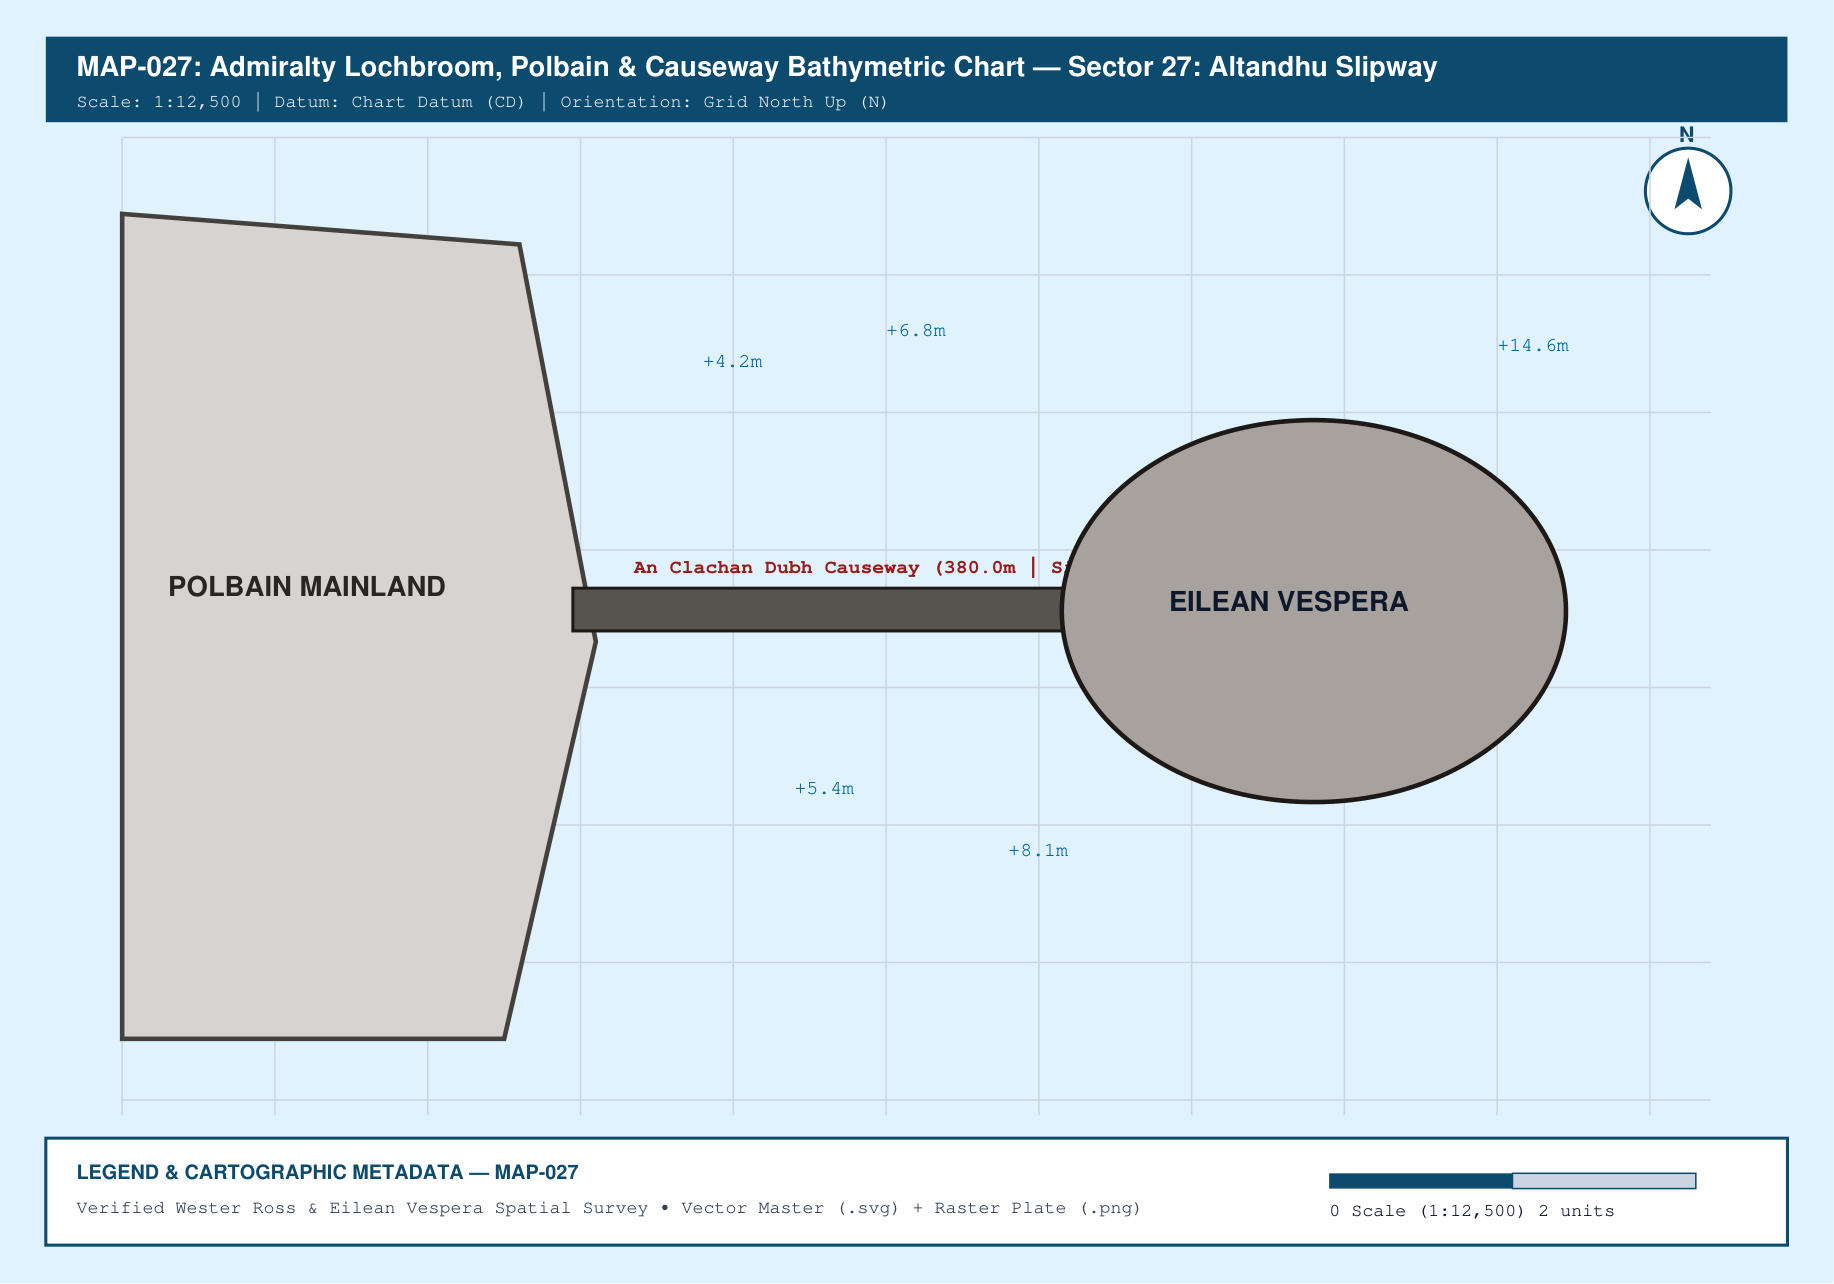 MAP-027: Admiralty Lochbroom, Polbain & Causeway Bathymetric Chart — Sector 27: Altandhu Slipway
Scale: 1:12,500 | Datum: Chart Datum (CD) | Orientation: Grid North Up (N)
N
+6.8m
+14.6m
+4.2m
An Clachan Dubh Causeway (380.0m |
POLBAIN MAINLAND
EILEAN VESPERA
+5.4m
+8.1m
LEGEND & CARTOGRAPHIC METADATA — MAP-027
Verified Wester Ross & Eilean Vespera Spatial Survey • Vector Master (.svg) + Raster Plate (.png)
0 Scale (1:12,500) 2 units